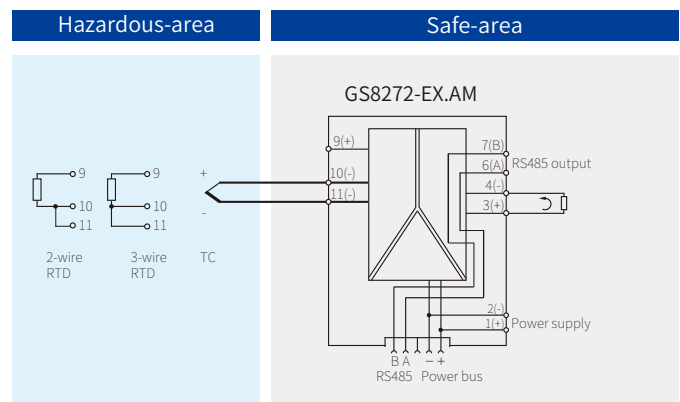 Hazardous-area
Safe-area
GS8272-EX.AM
9(+)
10(-)
11(-)
7(B)
6(A)
RS485 output
4(-)
3(+)
9
10
11
9
10
11
+
-
2-wire
RTD
3-wire
RTD
TC
2(-)
1(+)
Power supply
B A
− +
RS485 Power bus